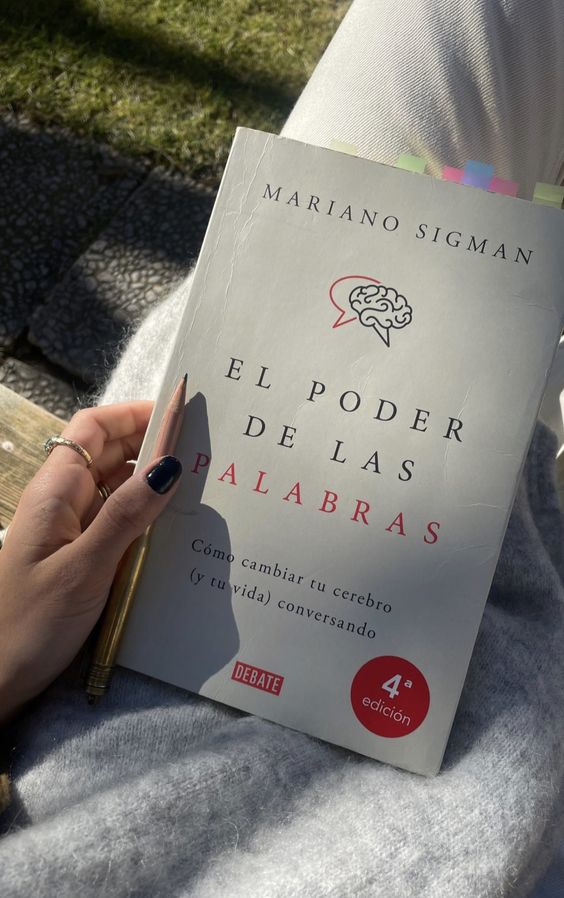 MARIANO SIGMAN
EL PODER
DE LAS
PALABRAS
Cómo cambiar tu cerebro
(y tu vida) conversando
DEBATE
4ª
edición